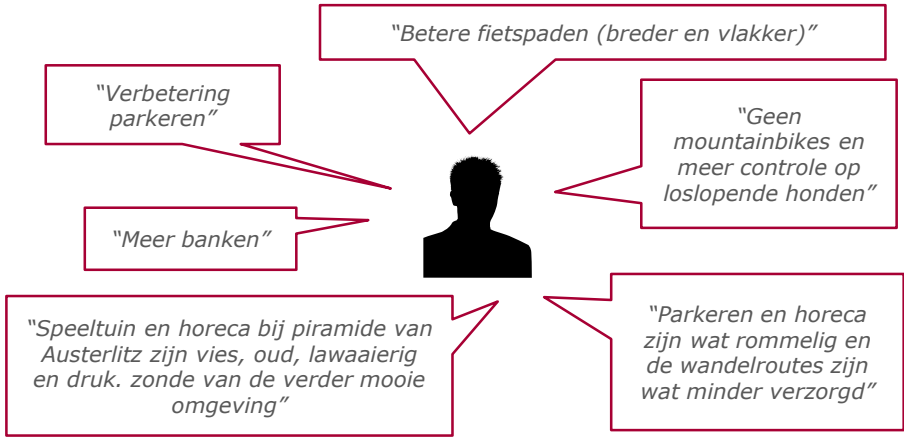 “Betere fietspaden (breder en vlakker)”
“Verbetering
parkeren”
“Geen
mountainbikes en
meer controle op
loslopende honden”
“Meer banken”
“Speeltuin en horeca bij piramide van
Austerlitz zijn vies, oud, lawaaierig
en druk. zonde van de verder mooie
omgeving”
“Parkeren en horeca
zijn wat rommelig en
de wandelroutes zijn
wat minder verzorgd”